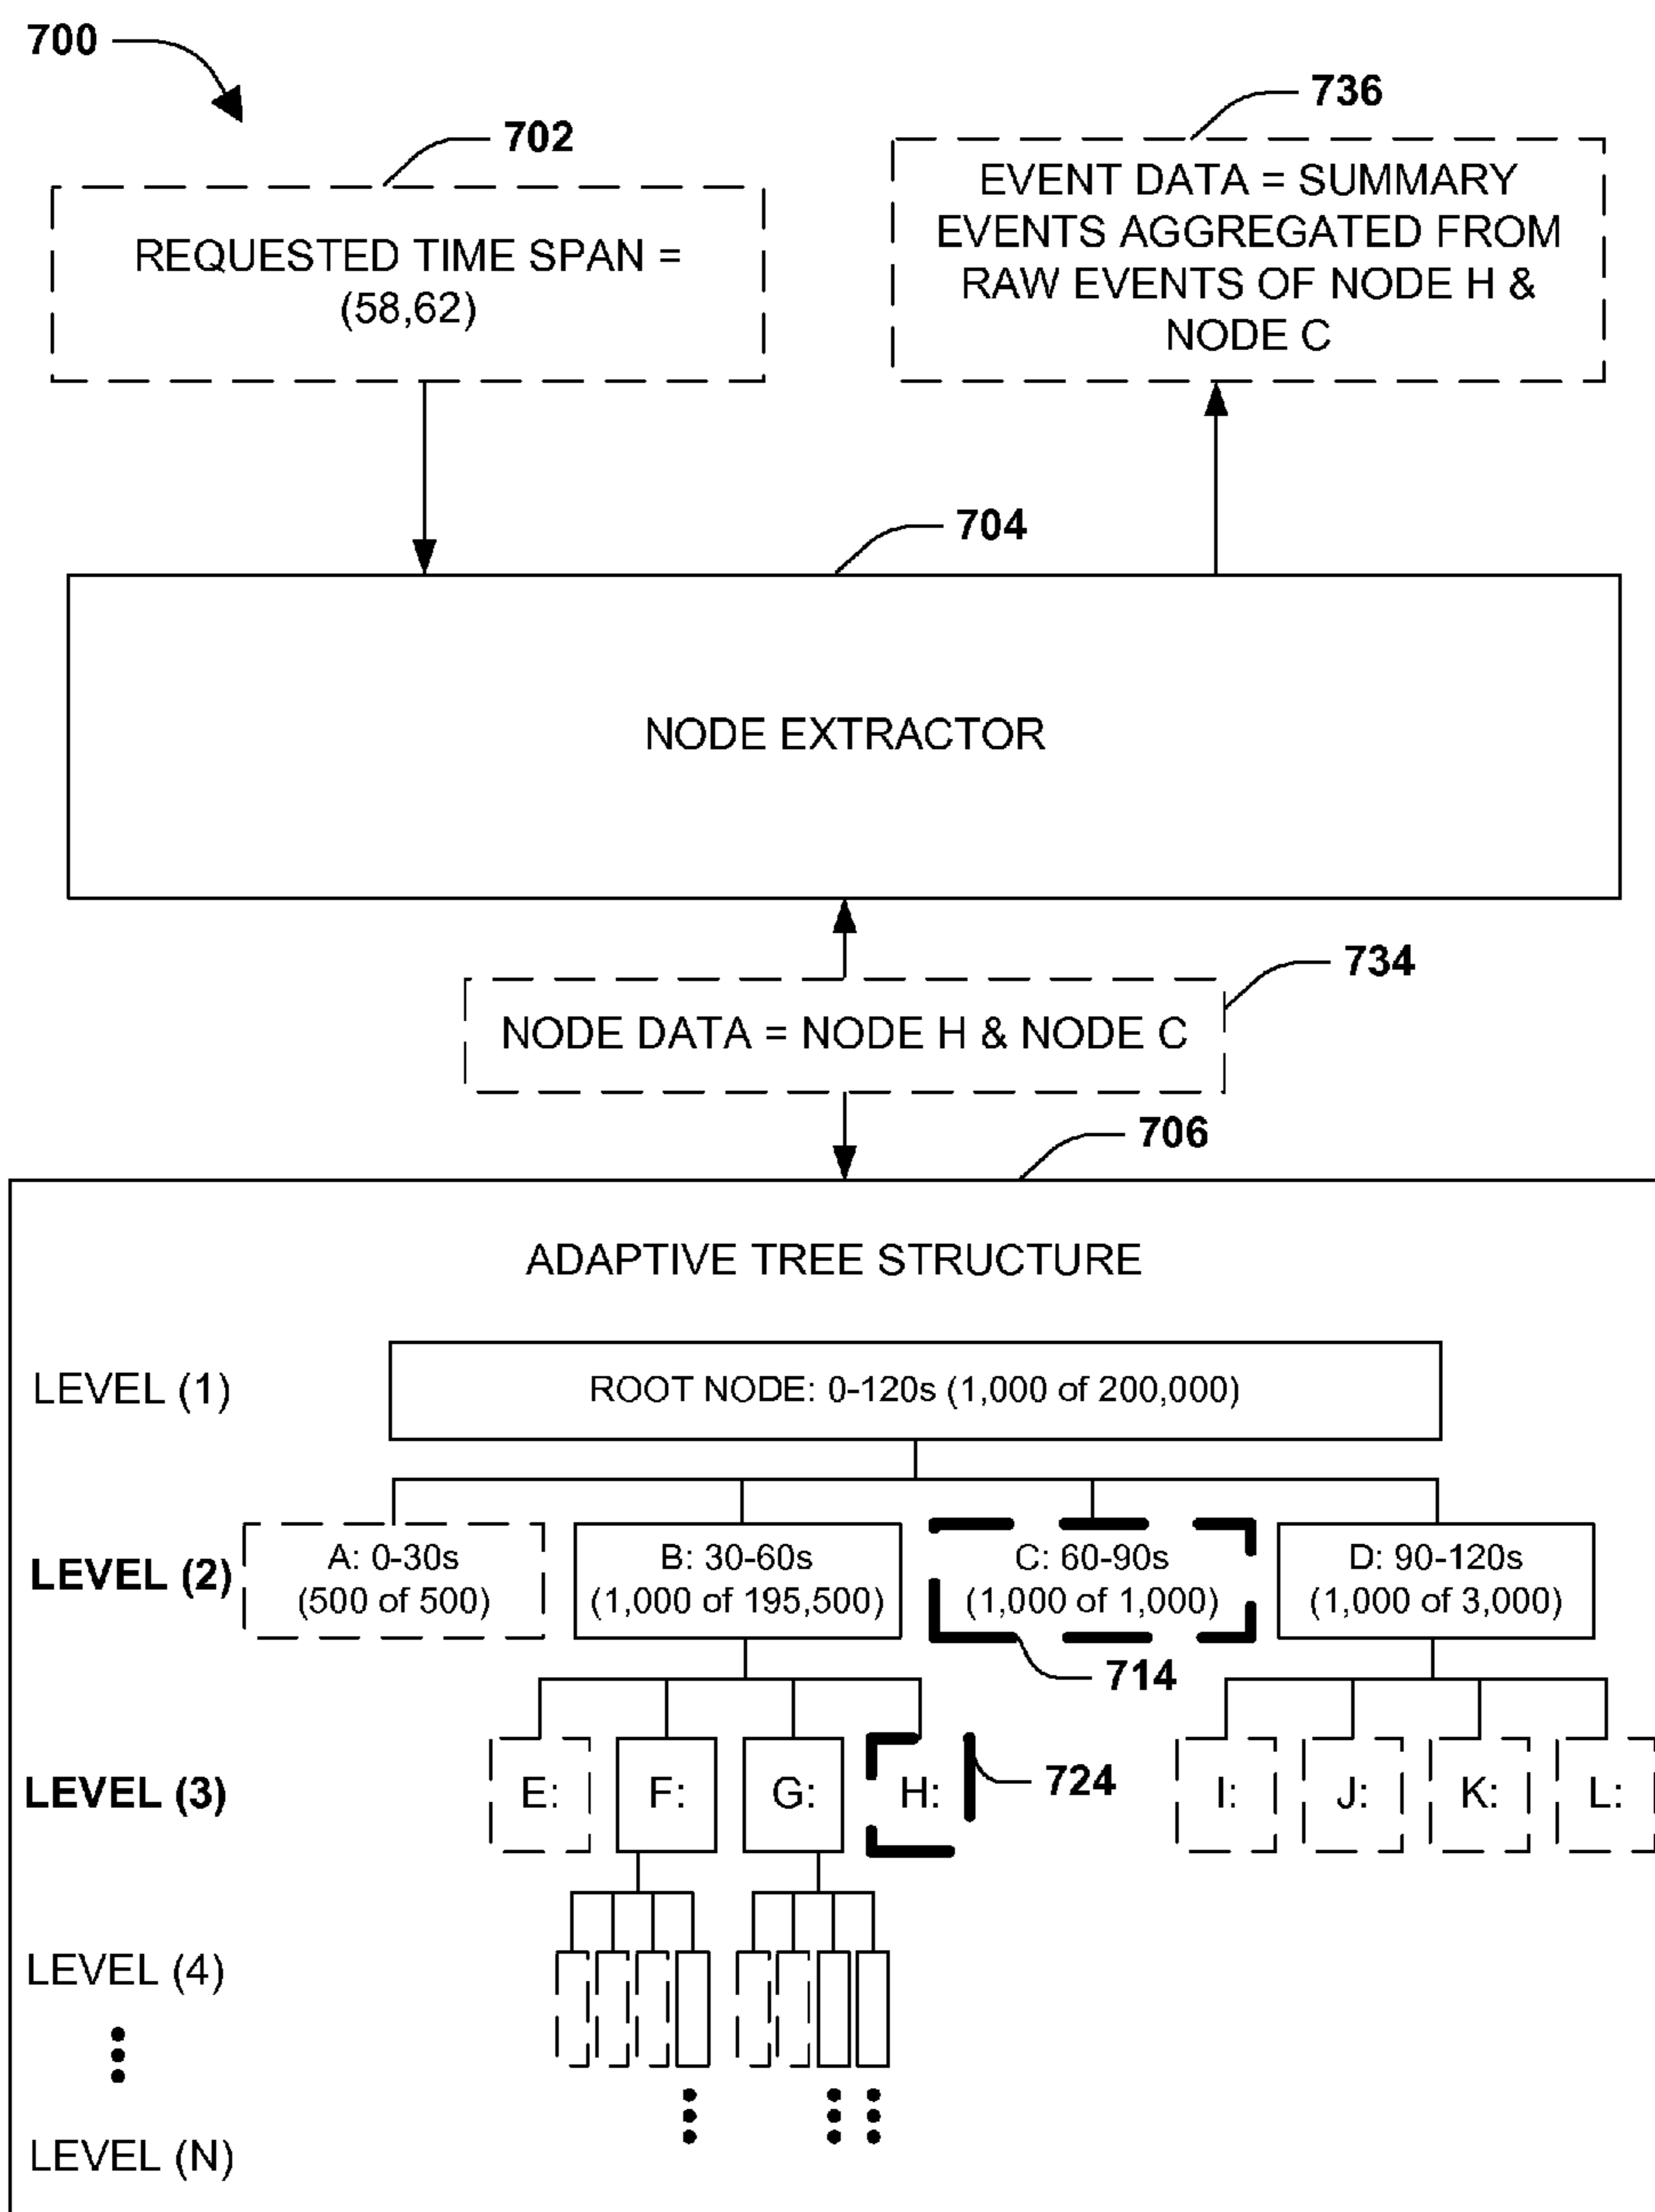 700
702
736
REQUESTED TIME SPAN =
(58,62)
EVENT DATA = SUMMARY
EVENTS AGGREGATED FROM
RAW EVENTS OF NODE H &
NODE C
704
NODE EXTRACTOR
734
NODE DATA = NODE H & NODE C
706
ADAPTIVE TREE STRUCTURE
LEVEL (1)
ROOT NODE: 0-120s (1,000 of 200,000)
LEVEL (2)
A: 0-30s
(500 of 500)
B: 30-60s
(1,000 of 195,500)
C: 60-90s
(1,000 of 1,000)
D: 90-120s
(1,000 of 3,000)
714
LEVEL (3)
E:
F:
G:
H:
724
I:
J:
K:
L:
LEVEL (4)
LEVEL (N)